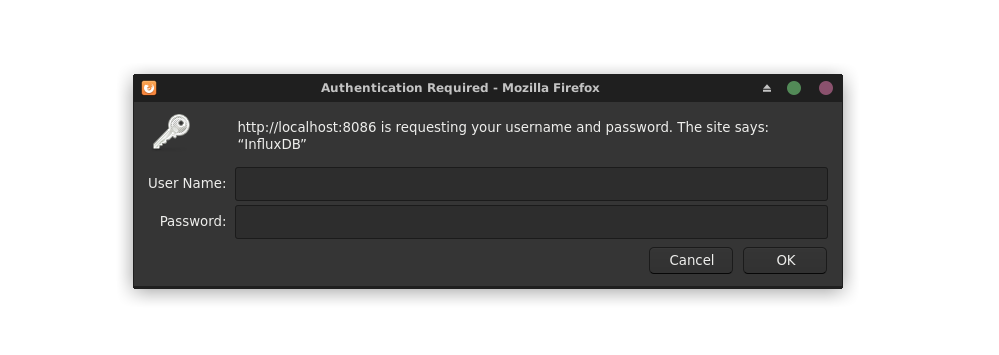 Authentication Required - Mozilla Firefox
http://localhost:8086 is requesting your username and password. The site says:
“InfluxDB”
User Name:
Password:
Cancel OK